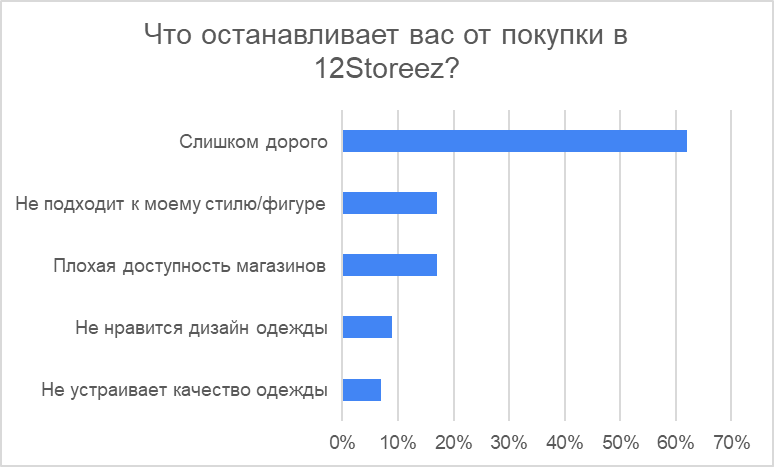 Что останавливает вас от покупки в
12Storeez?
Слишком дорого
Не подходит к моему стилю/фигуре
Плохая доступность магазинов
Не нравится дизайн одежды
Не устраивает качество одежды
0% 10% 20% 30% 40% 50% 60% 70%